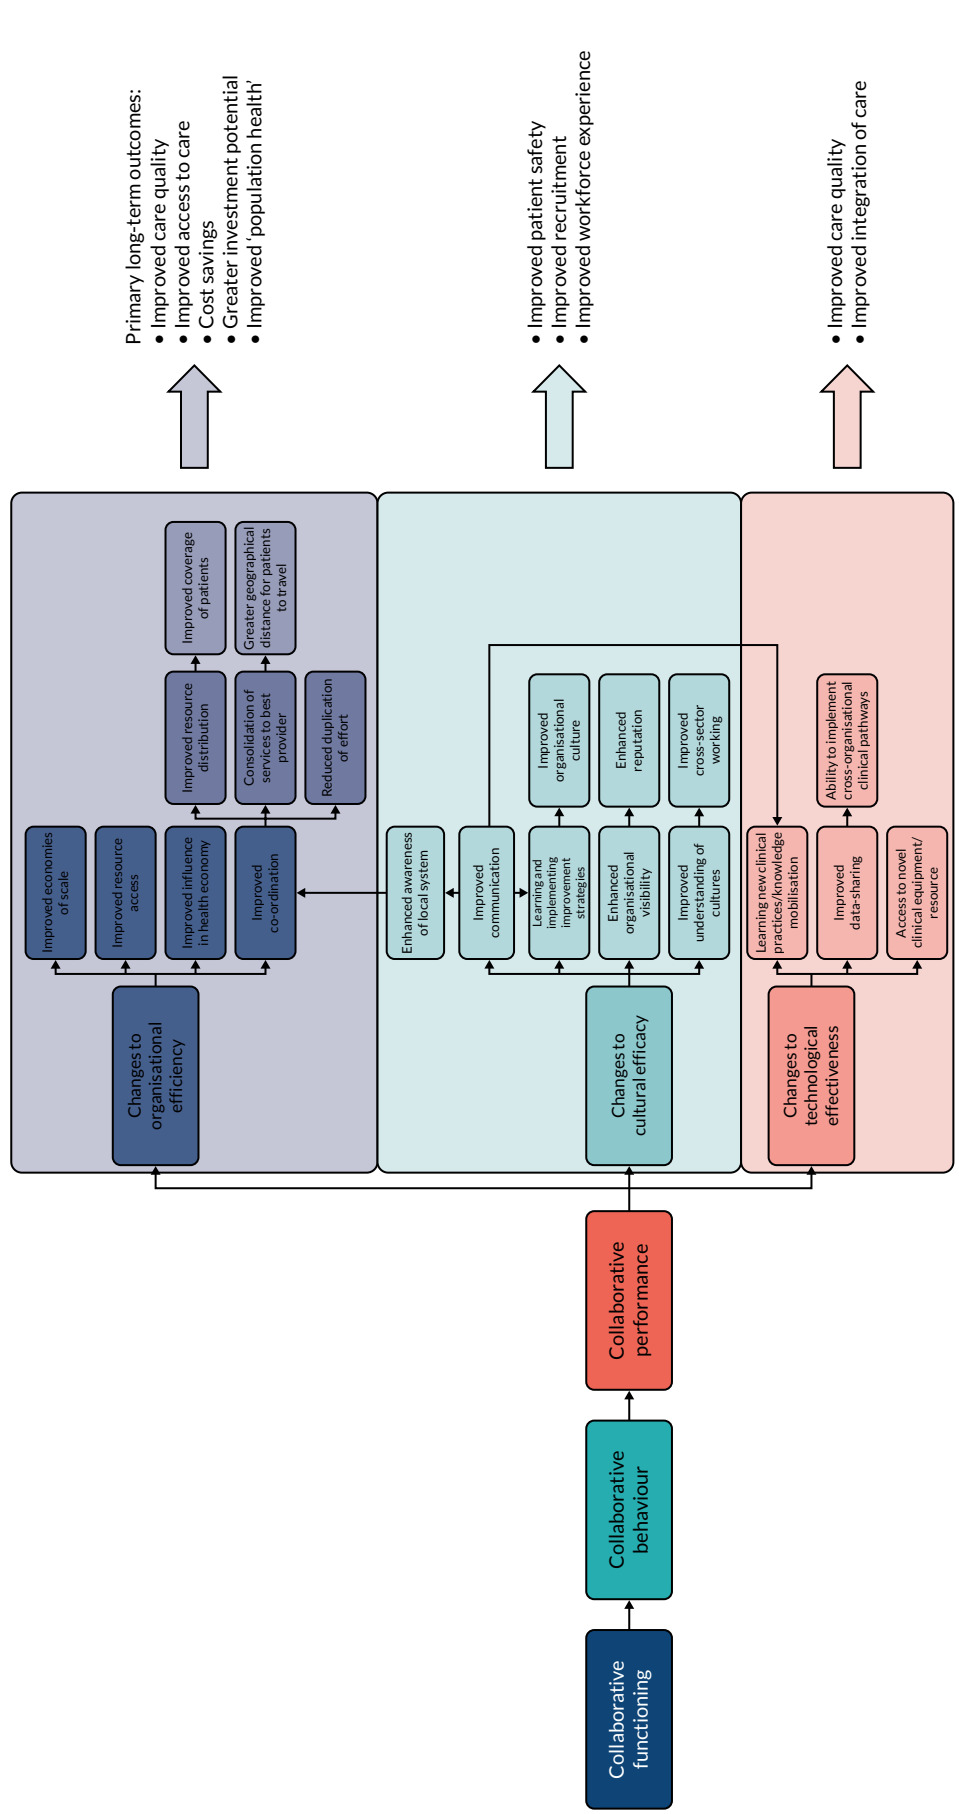 Collaborative
functioning
Collaborative
behaviour
Collaborative
performance
Changes to
organisational
efficiency
Improved economies
of scale
Improved resource
access
Improved influence
in health economy
Improved
co-ordination
Improved resource
distribution
Consolidation of
services to best
provider
Reduced duplication
of effort
Improved coverage
of patients
Greater geographical
distance for patients
to travel
Primary long-term outcomes:
• Improved care quality
• Improved access to care
• Cost savings
• Greater investment potential
• Improved ‘population health’
Changes to
cultural efficacy
Enhanced awareness
of local system
Improved
communication
Learning and
implementing
improvement
strategies
Enhanced
organisational
visibility
Improved
understanding of
cultures
Improved
organisational
culture
Enhanced
reputation
Improved
cross-sector
working
• Improved patient safety
• Improved recruitment
• Improved workforce experience
Changes to
technological
effectiveness
Learning new clinical
practices/knowledge
mobilisation
Improved
data-sharing
Access to novel
clinical equipment/
resource
Ability to implement
cross-organisational
clinical pathways
• Improved care quality
• Improved integration of care